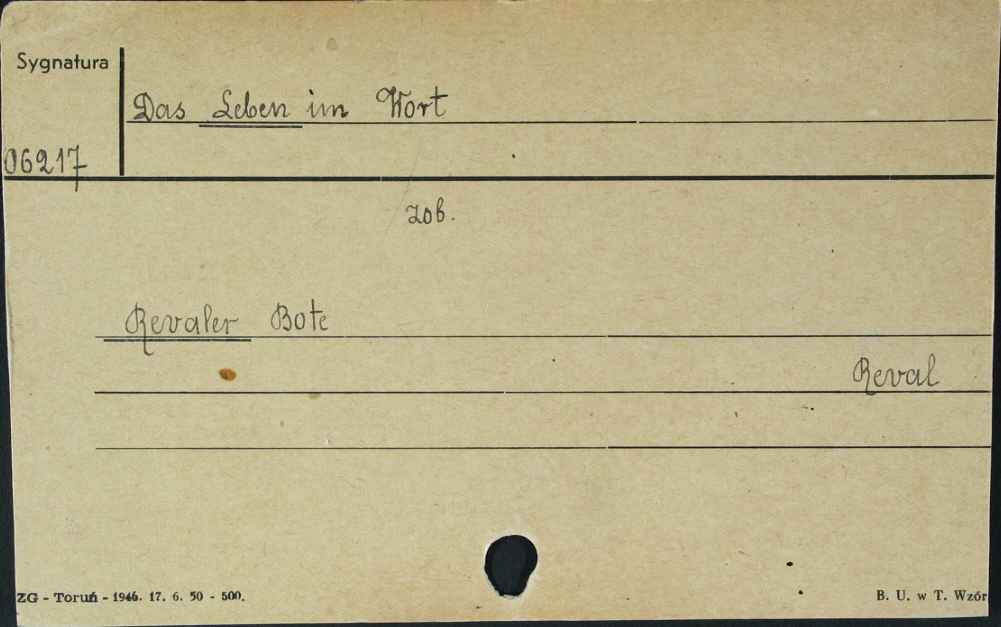 Sygnatura
Das Leben im Wort
06217
zob.
Revaler Bote
Reval
ZG - Toruń - 1946. 17. 6. 50 - 500.
B. U. w T. Wzór